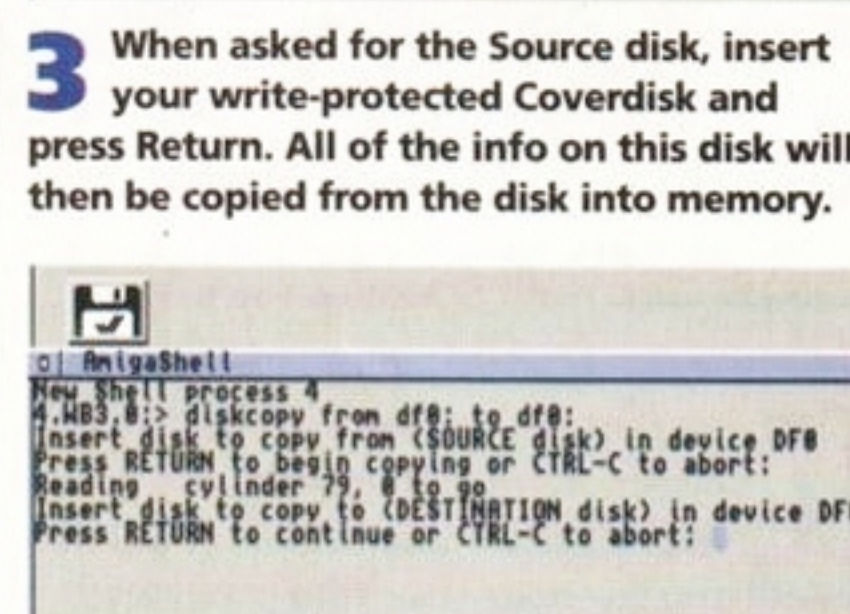 3 When asked for the Source disk, insert
your write-protected Coverdisk and
press Return. All of the info on this disk will
then be copied from the disk into memory.
AmigaShell
New Shell process 4
4.WB3.0:> diskcopy from df0: to df0:
Insert disk to copy from (SOURCE disk) in device DF0
Press RETURN to begin copying or CTRL-C to abort:
Reading cylinder 79, 0 to go
Insert disk to copy to (DESTINATION disk) in device DF0
Press RETURN to continue or CTRL-C to abort: